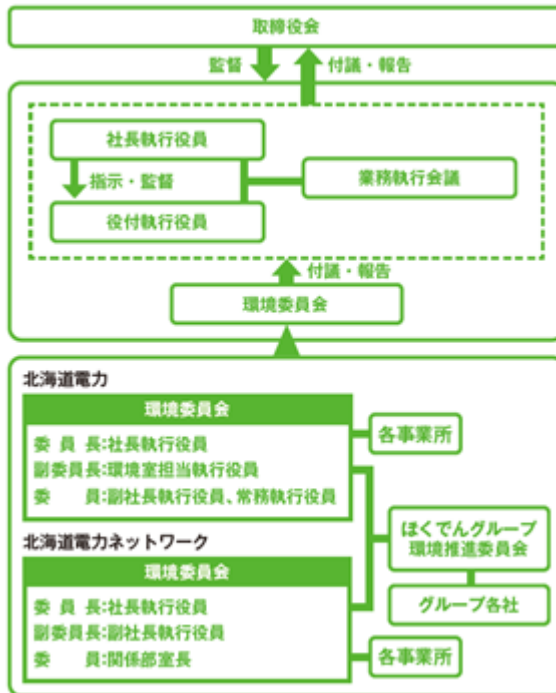 取締役会
監督
付議・報告
社長執行役員
指示・監督
業務執行会議
役付執行役員
付議・報告
環境委員会
北海道電力
環境委員会
委員長:社長執行役員
副委員長:環境室担当執行役員
委員:副社長執行役員、常務執行役員
各事業所
ほくでんグループ
環境推進委員会
グループ各社
北海道電力ネットワーク
環境委員会
委員長:社長執行役員
副委員長:副社長執行役員
委員:関係部室長
各事業所